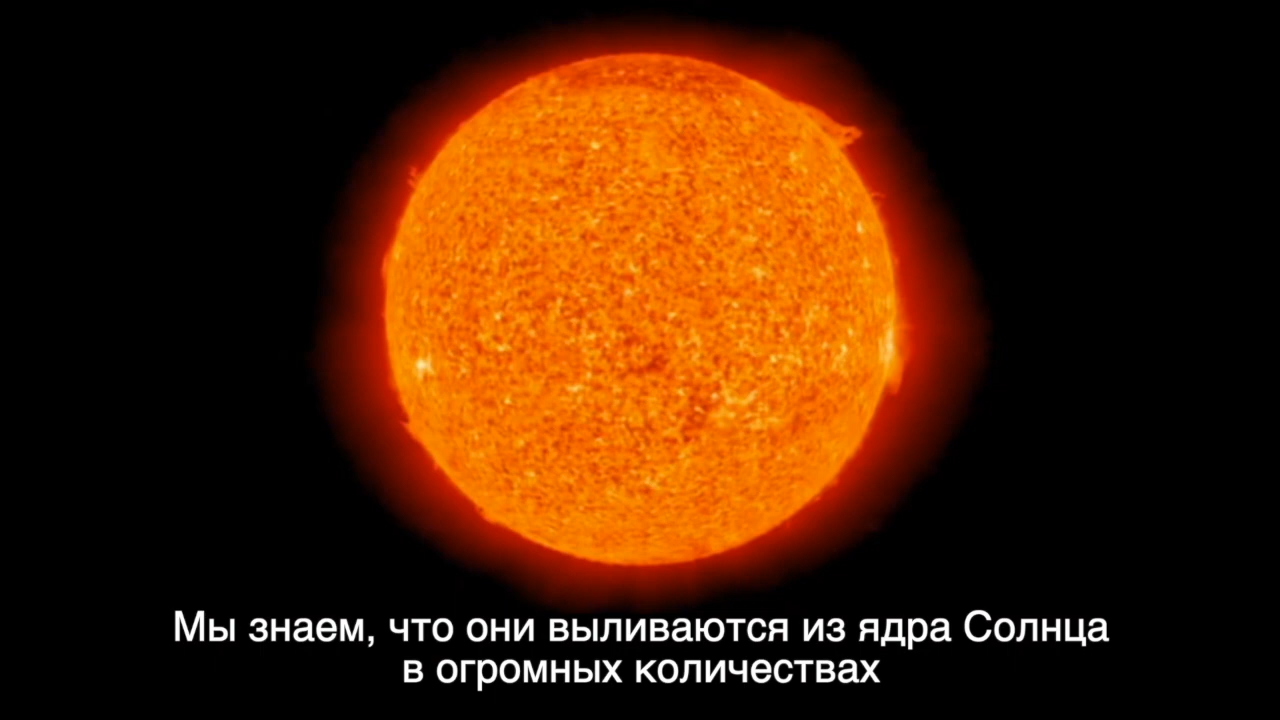 Мы знаем, что они выливаются из ядра Солнца
в огромных количествах